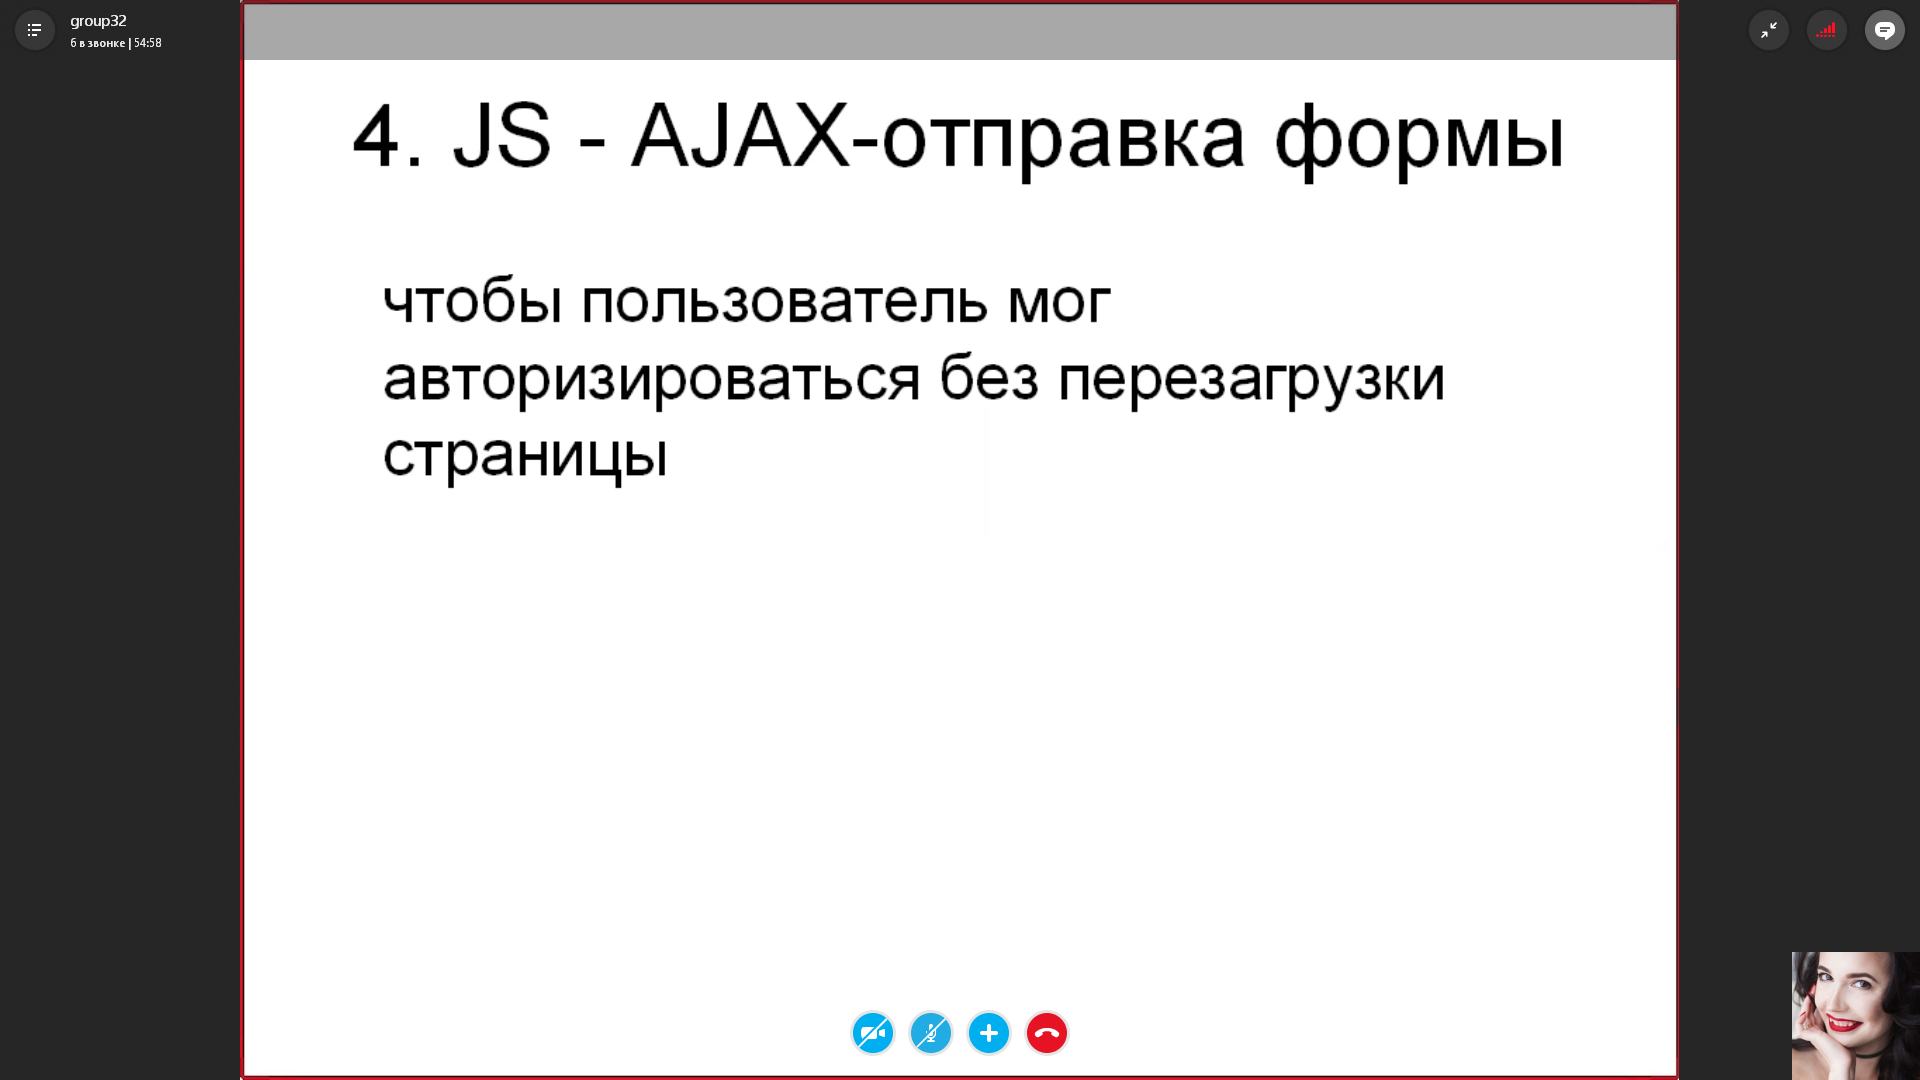 group32
6 в звонке | 54:58
4. JS - AJAX-отправка формы
чтобы пользователь мог
авторизироваться без перезагрузки
страницы